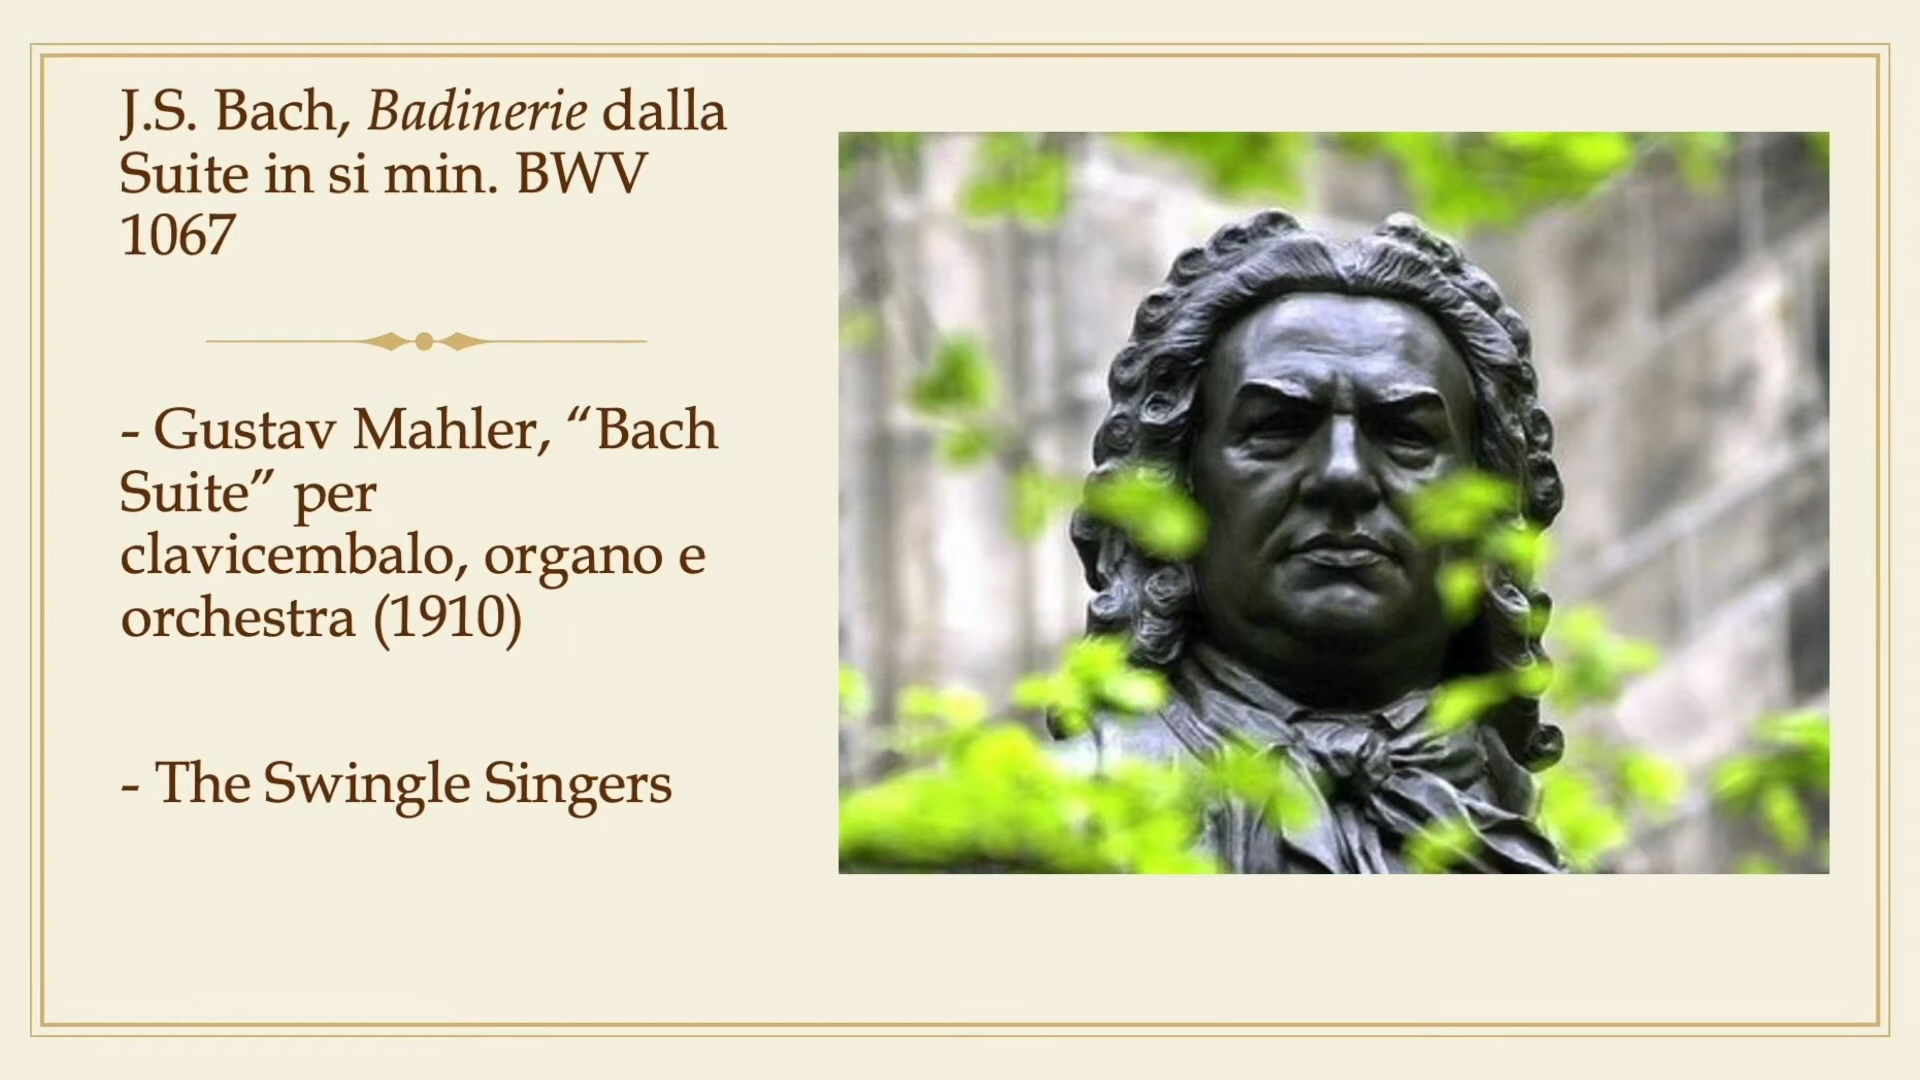 J.S. Bach, Badinerie dalla
Suite in si min. BWV
1067
- Gustav Mahler, “Bach
Suite” per
clavicembalo, organo e
orchestra (1910)
- The Swingle Singers